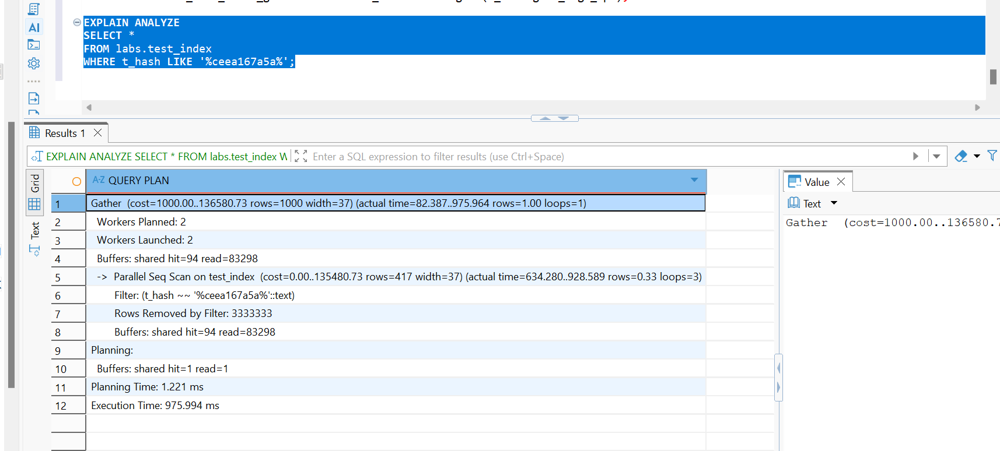 EXPLAIN ANALYZE
SELECT *
FROM labs.test_index
WHERE t_hash LIKE '%ceea167a5a%';
AI
Results 1
EXPLAIN ANALYZE SELECT * FROM labs.test_index W
Enter a SQL expression to filter results (use Ctrl+Space)
Grid
Text
A-Z QUERY PLAN
1 Gather (cost=1000.00..136580.73 rows=1000 width=37) (actual time=82.387..975.964 rows=1.00 loops=1)
2 Workers Planned: 2
3 Workers Launched: 2
4 Buffers: shared hit=94 read=83298
5 -> Parallel Seq Scan on test_index (cost=0.00..135480.73 rows=417 width=37) (actual time=634.280..928.589 rows=0.33 loops=3)
6 Filter: (t_hash ~~ '%ceea167a5a%'::text)
7 Rows Removed by Filter: 3333333
8 Buffers: shared hit=94 read=83298
9 Planning:
10 Buffers: shared hit=1 read=1
11 Planning Time: 1.221 ms
12 Execution Time: 975.994 ms
Value
Text
Gather (cost=1000.00..136580.7